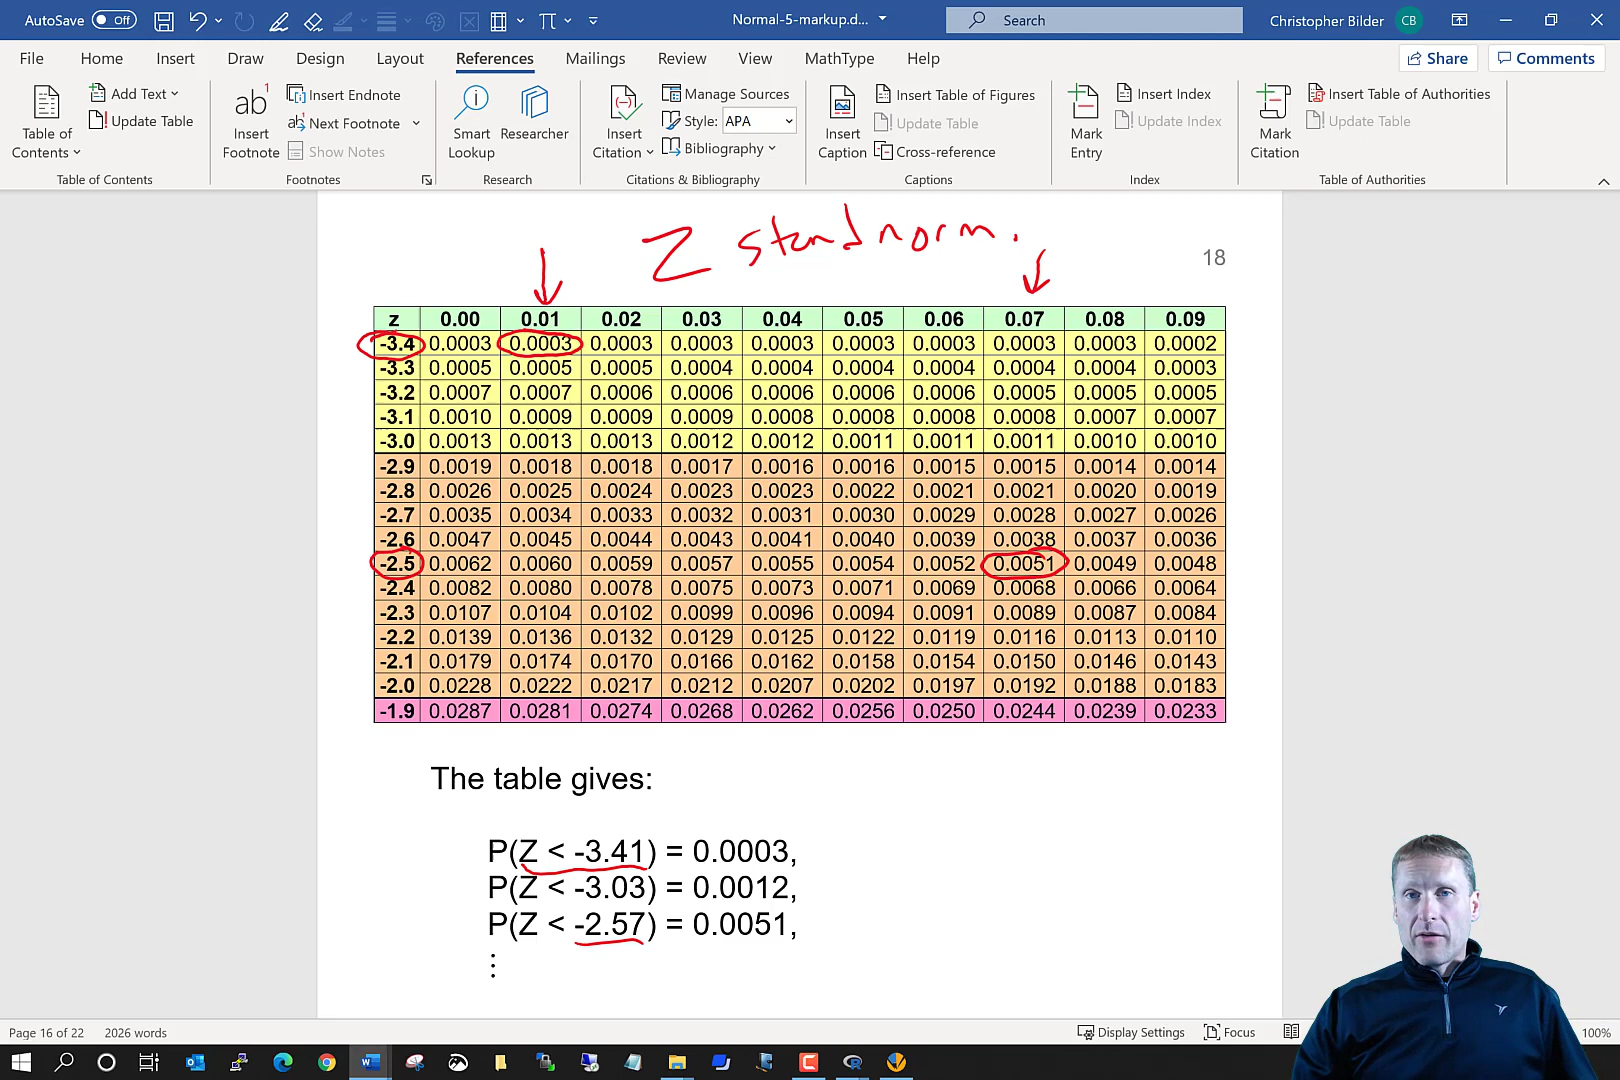 AutoSave Off Normal-5-markup.d... Search Christopher Bilder CB
File Home Insert Draw Design Layout References Mailings Review View MathType Help Share Comments
Table of Contents
Add Text
Update Table
Table of Contents
ab
Insert Footnote
Insert Endnote
Next Footnote
Show Notes
Footnotes
Smart Lookup
Researcher
Research
Insert Citation
Manage Sources
Style: APA
Bibliography
Citations & Bibliography
Insert Caption
Insert Table of Figures
Update Table
Cross-reference
Captions
Mark Entry
Insert Index
Update Index
Index
Mark Citation
Insert Table of Authorities
Update Table
Table of Authorities
Z stand norm.
18
z 0.00 0.01 0.02 0.03 0.04 0.05 0.06 0.07 0.08 0.09
-3.4 0.0003 0.0003 0.0003 0.0003 0.0003 0.0003 0.0003 0.0003 0.0003 0.0002
-3.3 0.0005 0.0005 0.0005 0.0004 0.0004 0.0004 0.0004 0.0004 0.0004 0.0003
-3.2 0.0007 0.0007 0.0006 0.0006 0.0006 0.0006 0.0006 0.0005 0.0005 0.0005
-3.1 0.0010 0.0009 0.0009 0.0009 0.0008 0.0008 0.0008 0.0008 0.0007 0.0007
-3.0 0.0013 0.0013 0.0013 0.0012 0.0012 0.0011 0.0011 0.0011 0.0010 0.0010
-2.9 0.0019 0.0018 0.0018 0.0017 0.0016 0.0016 0.0015 0.0015 0.0014 0.0014
-2.8 0.0026 0.0025 0.0024 0.0023 0.0023 0.0022 0.0021 0.0021 0.0020 0.0019
-2.7 0.0035 0.0034 0.0033 0.0032 0.0031 0.0030 0.0029 0.0028 0.0027 0.0026
-2.6 0.0047 0.0045 0.0044 0.0043 0.0041 0.0040 0.0039 0.0038 0.0037 0.0036
-2.5 0.0062 0.0060 0.0059 0.0057 0.0055 0.0054 0.0052 0.0051 0.0049 0.0048
-2.4 0.0082 0.0080 0.0078 0.0075 0.0073 0.0071 0.0069 0.0068 0.0066 0.0064
-2.3 0.0107 0.0104 0.0102 0.0099 0.0096 0.0094 0.0091 0.0089 0.0087 0.0084
-2.2 0.0139 0.0136 0.0132 0.0129 0.0125 0.0122 0.0119 0.0116 0.0113 0.0110
-2.1 0.0179 0.0174 0.0170 0.0166 0.0162 0.0158 0.0154 0.0150 0.0146 0.0143
-2.0 0.0228 0.0222 0.0217 0.0212 0.0207 0.0202 0.0197 0.0192 0.0188 0.0183
-1.9 0.0287 0.0281 0.0274 0.0268 0.0262 0.0256 0.0250 0.0244 0.0239 0.0233
The table gives:
P(Z < -3.41) = 0.0003,
P(Z < -3.03) = 0.0012,
P(Z < -2.57) = 0.0051,
⋮
Page 16 of 22 2026 words Display Settings Focus 100%